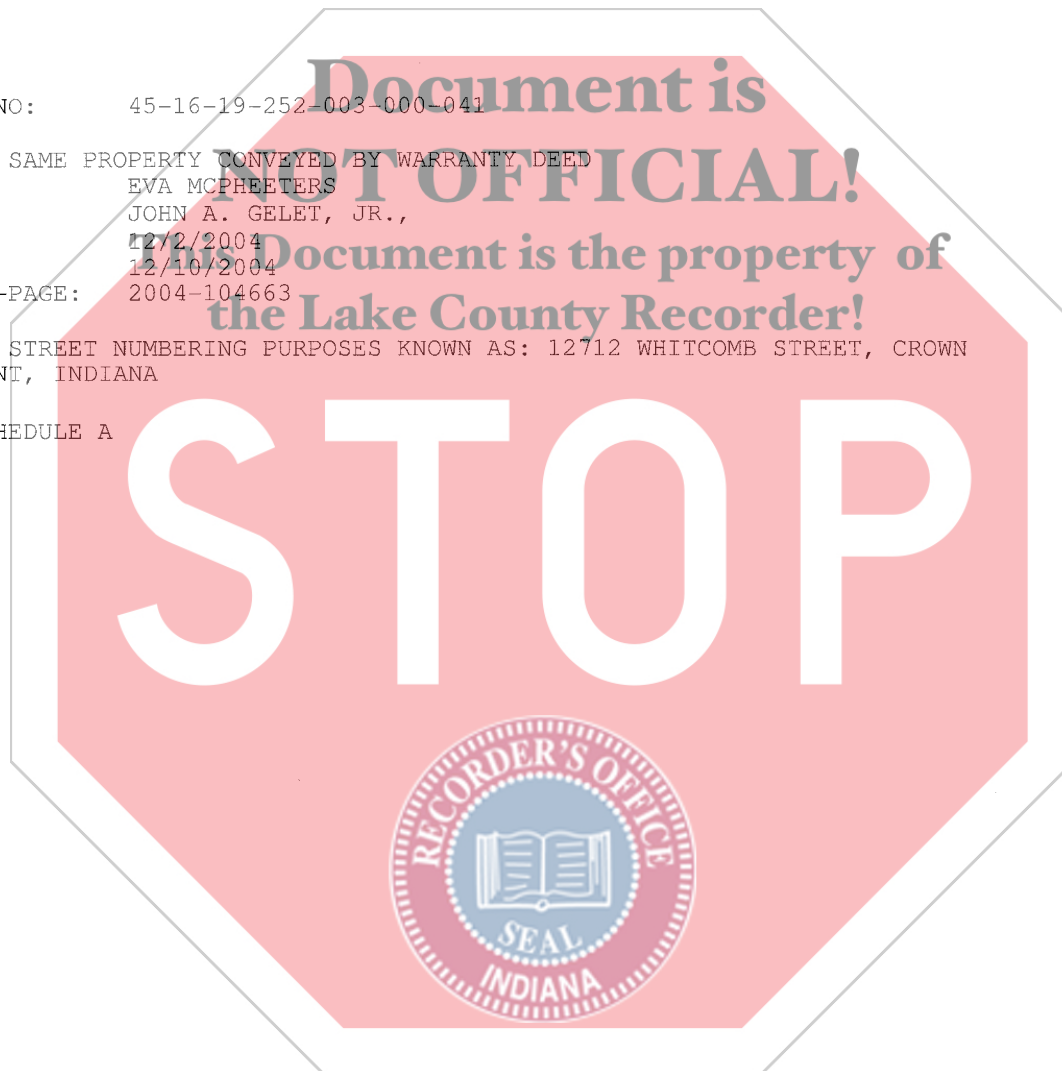 Document is
NO: 45-16-19-252-003-000-041
NOT OFFICIAL!
SAME PROPERTY CONVEYED BY WARRANTY DEED
EVA MCPHEETERS
JOHN A. GELET, JR.,
12/2/2004
This Document is the property of
12/10/2004
-PAGE: 2004-104663
the Lake County Recorder!
STREET NUMBERING PURPOSES KNOWN AS: 12712 WHITCOMB STREET, CROWN
NT, INDIANA
HEDULE A
STOP
RECORDER'S OFFICE
SEAL
INDIANA